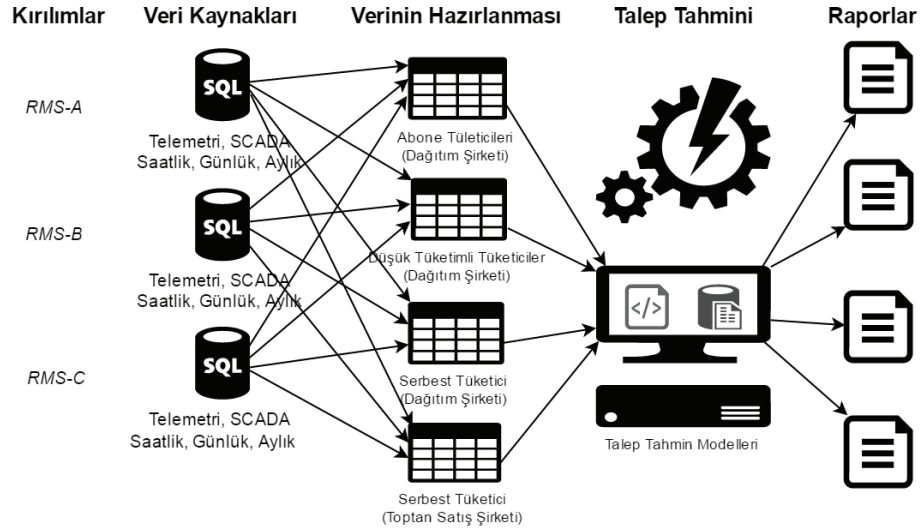 Kırılımlar Veri Kaynakları Verinin Hazırlanması Talep Tahmini Raporlar
RMS-A
SQL
Telemetri, SCADA
Saatlik, Günlük, Aylık
Abone Tületicileri
(Dağıtım Şirketi)
RMS-B
SQL
Telemetri, SCADA
Saatlik, Günlük, Aylık
Düşük Tüketimli Tüketiciler
(Dağıtım Şirketi)
RMS-C
SQL
Telemetri, SCADA
Saatlik, Günlük, Aylık
Serbest Tüketici
(Dağıtım Şirketi)
Serbest Tüketici
(Toptan Satış Şirketi)
</>
Talep Tahmin Modelleri